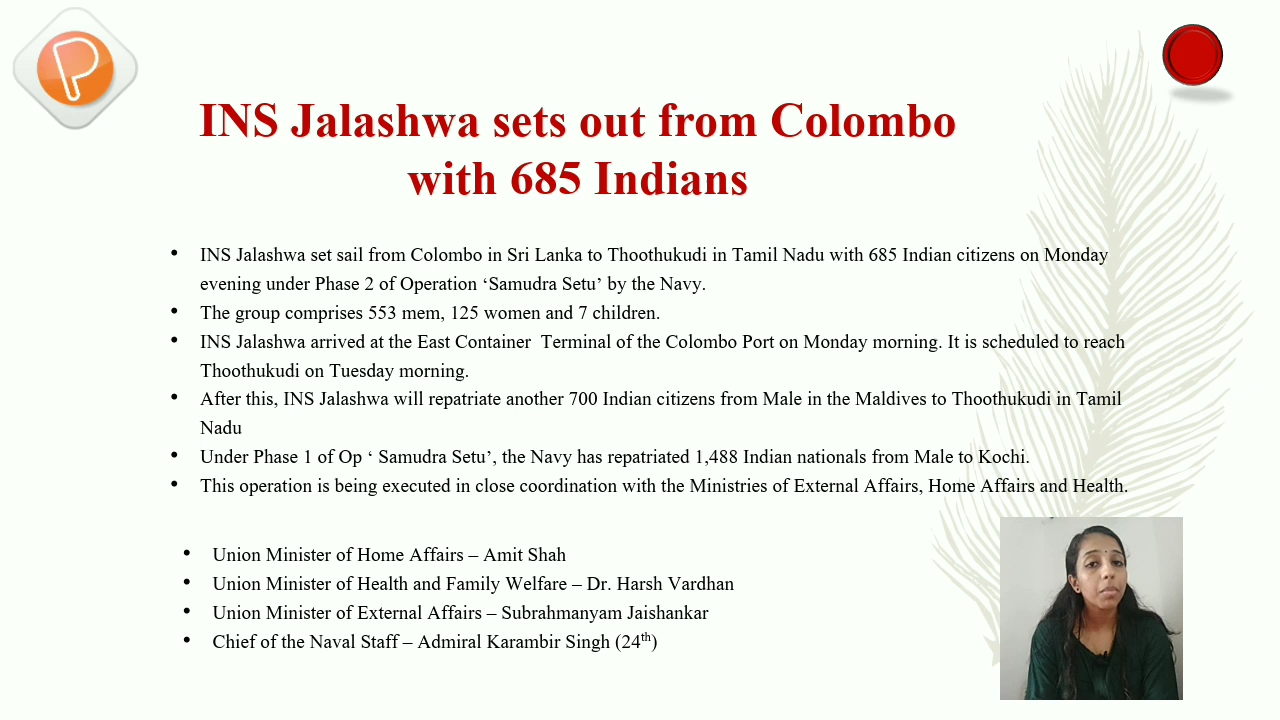 P
INS Jalashwa sets out from Colombo
with 685 Indians
• INS Jalashwa set sail from Colombo in Sri Lanka to Thoothukudi in Tamil Nadu with 685 Indian citizens on Monday
evening under Phase 2 of Operation ‘Samudra Setu’ by the Navy.
• The group comprises 553 mem, 125 women and 7 children.
• INS Jalashwa arrived at the East Container  Terminal of the Colombo Port on Monday morning. It is scheduled to reach
Thoothukudi on Tuesday morning.
• After this, INS Jalashwa will repatriate another 700 Indian citizens from Male in the Maldives to Thoothukudi in Tamil
Nadu
• Under Phase 1 of Op ‘ Samudra Setu’, the Navy has repatriated 1,488 Indian nationals from Male to Kochi.
• This operation is being executed in close coordination with the Ministries of External Affairs, Home Affairs and Health.
• Union Minister of Home Affairs – Amit Shah
• Union Minister of Health and Family Welfare – Dr. Harsh Vardhan
• Union Minister of External Affairs – Subrahmanyam Jaishankar
• Chief of the Naval Staff – Admiral Karambir Singh (24th)